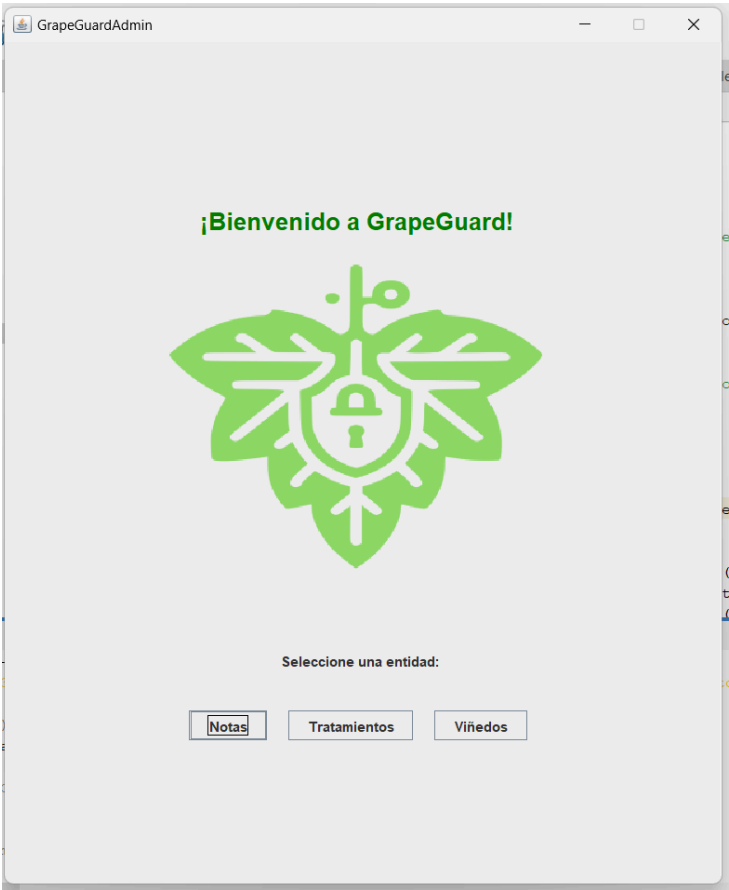 GrapeGuardAdmin
¡Bienvenido a GrapeGuard!
Seleccione una entidad:
Notas Tratamientos Viñedos